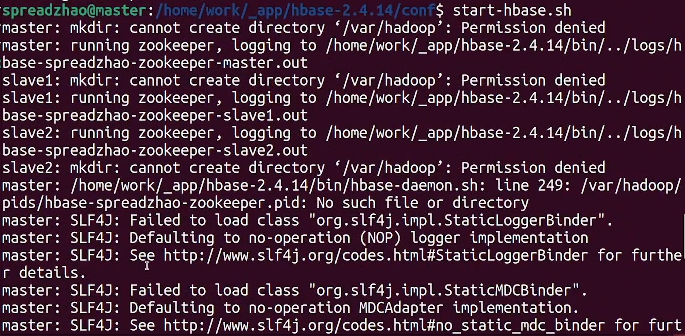 spreadzhao@master:/home/work/_app/hbase-2.4.14/conf$ start-hbase.sh
master: mkdir: cannot create directory ‘/var/hadoop’: Permission denied
master: running zookeeper, logging to /home/work/_app/hbase-2.4.14/bin/../logs/h
base-spreadzhao-zookeeper-master.out
slave1: mkdir: cannot create directory ‘/var/hadoop’: Permission denied
slave1: running zookeeper, logging to /home/work/_app/hbase-2.4.14/bin/../logs/h
base-spreadzhao-zookeeper-slave1.out
slave2: running zookeeper, logging to /home/work/_app/hbase-2.4.14/bin/../logs/h
base-spreadzhao-zookeeper-slave2.out
slave2: mkdir: cannot create directory ‘/var/hadoop’: Permission denied
master: /home/work/_app/hbase-2.4.14/bin/hbase-daemon.sh: line 249: /var/hadoop/
pids/hbase-spreadzhao-zookeeper.pid: No such file or directory
master: SLF4J: Failed to load class "org.slf4j.impl.StaticLoggerBinder".
master: SLF4J: Defaulting to no-operation (NOP) logger implementation
master: SLF4J: See http://www.slf4j.org/codes.html#StaticLoggerBinder for furthe
r details.
master: SLF4J: Failed to load class "org.slf4j.impl.StaticMDCBinder".
master: SLF4J: Defaulting to no-operation MDCAdapter implementation.
master: SLF4J: See http://www.slf4j.org/codes.html#no_static_mdc_binder for furt